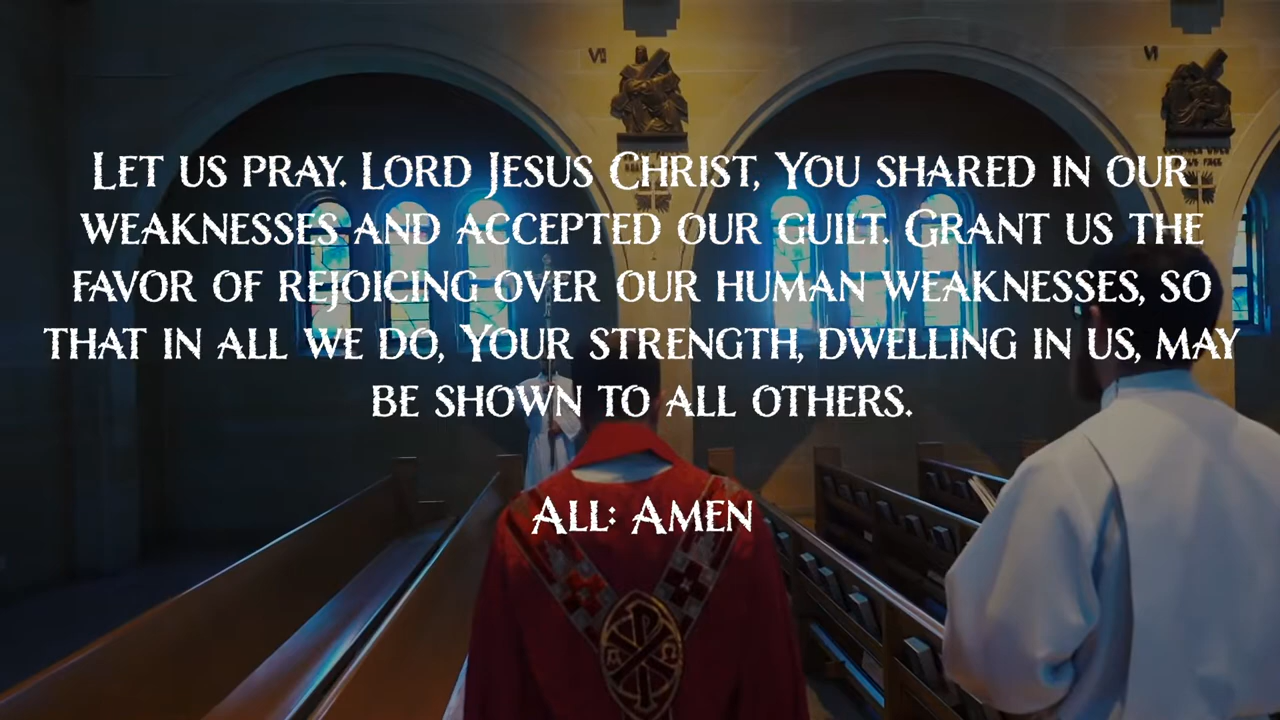 VII
VI
Let us pray. Lord Jesus Christ, You shared in our
weaknesses and accepted our guilt. Grant us the
favor of rejoicing over our human weaknesses, so
that in all we do, Your strength, dwelling in us, may
be shown to all others.
All: Amen